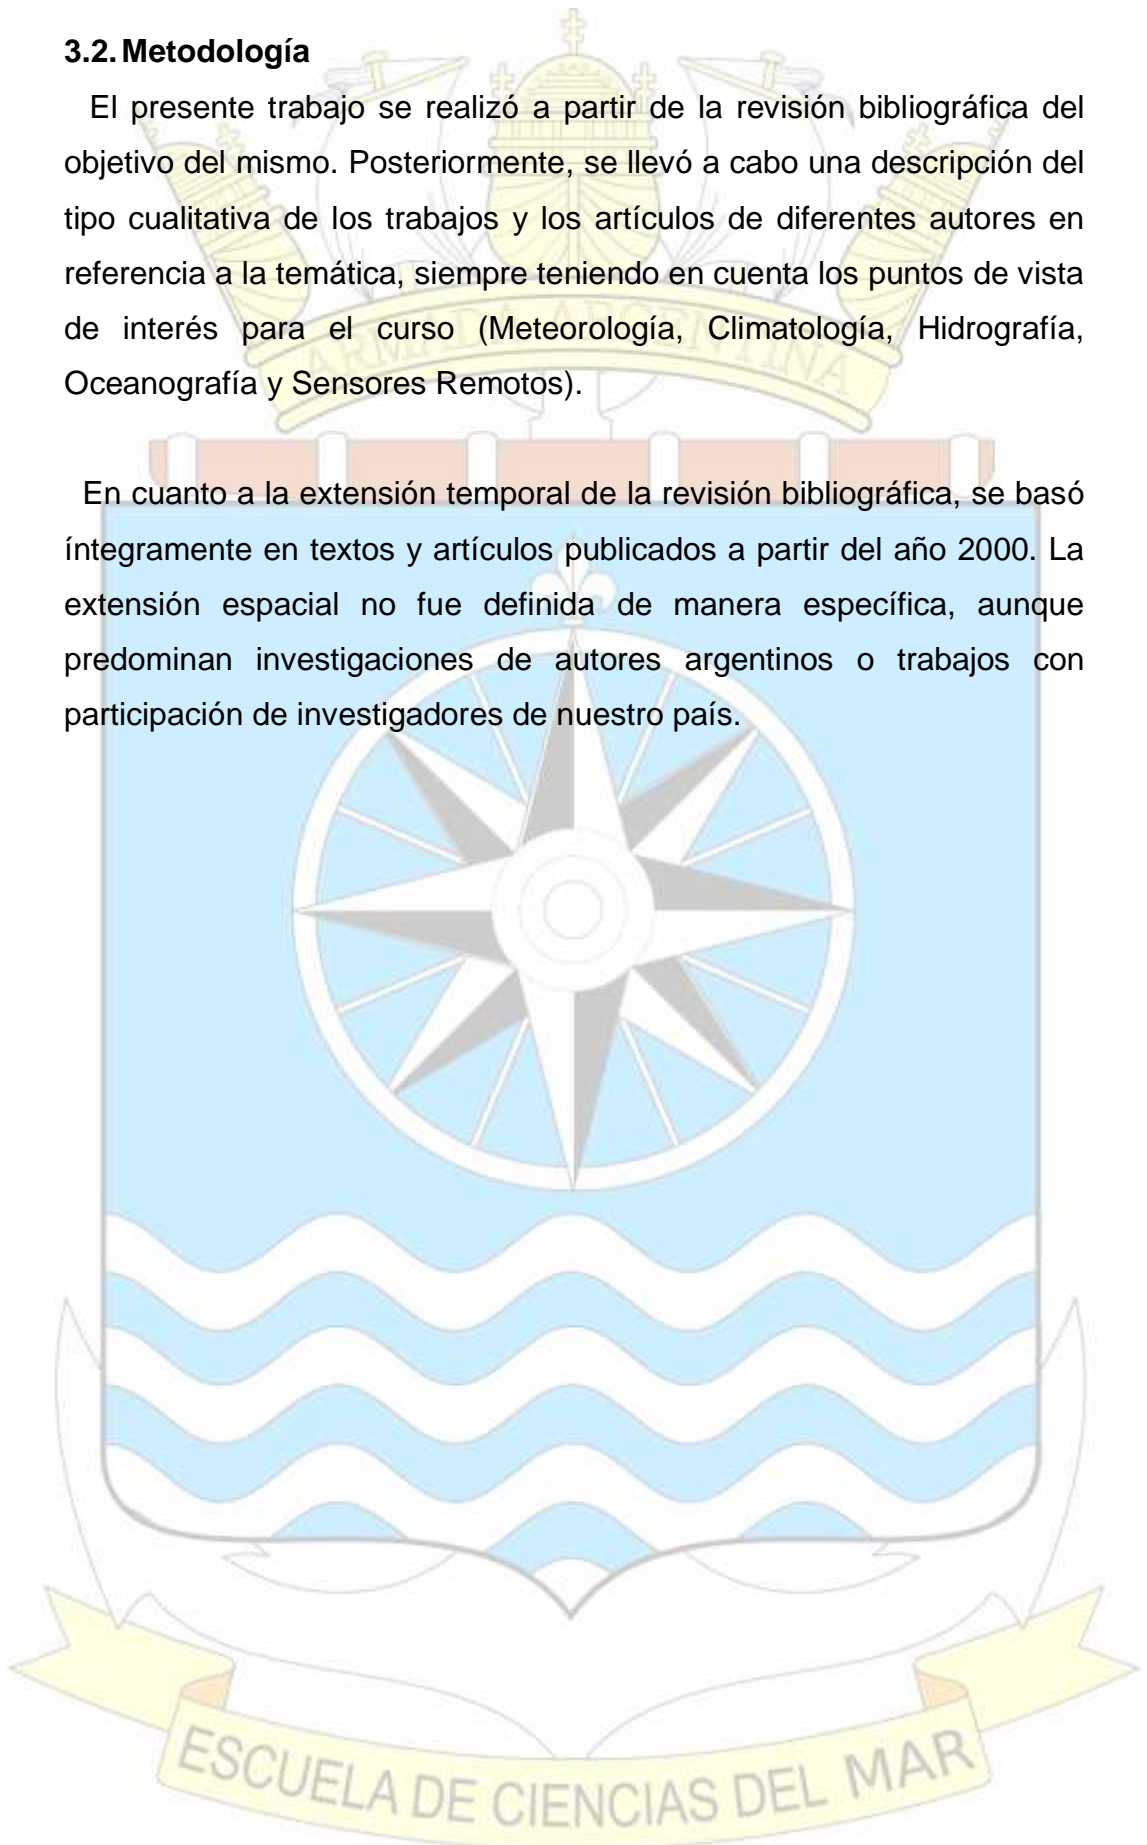 3.2. Metodología
El presente trabajo se realizó a partir de la revisión bibliográfica del
objetivo del mismo. Posteriormente, se llevó a cabo una descripción del
tipo cualitativa de los trabajos y los artículos de diferentes autores en
referencia a la temática, siempre teniendo en cuenta los puntos de vista
de interés para el curso (Meteorología, Climatología, Hidrografía,
Oceanografía y Sensores Remotos).
ARMADA ARGENTINA
En cuanto a la extensión temporal de la revisión bibliográfica, se basó
íntegramente en textos y artículos publicados a partir del año 2000. La
extensión espacial no fue definida de manera específica, aunque
predominan investigaciones de autores argentinos o trabajos con
participación de investigadores de nuestro país.
ESCUELA DE CIENCIAS DEL MAR